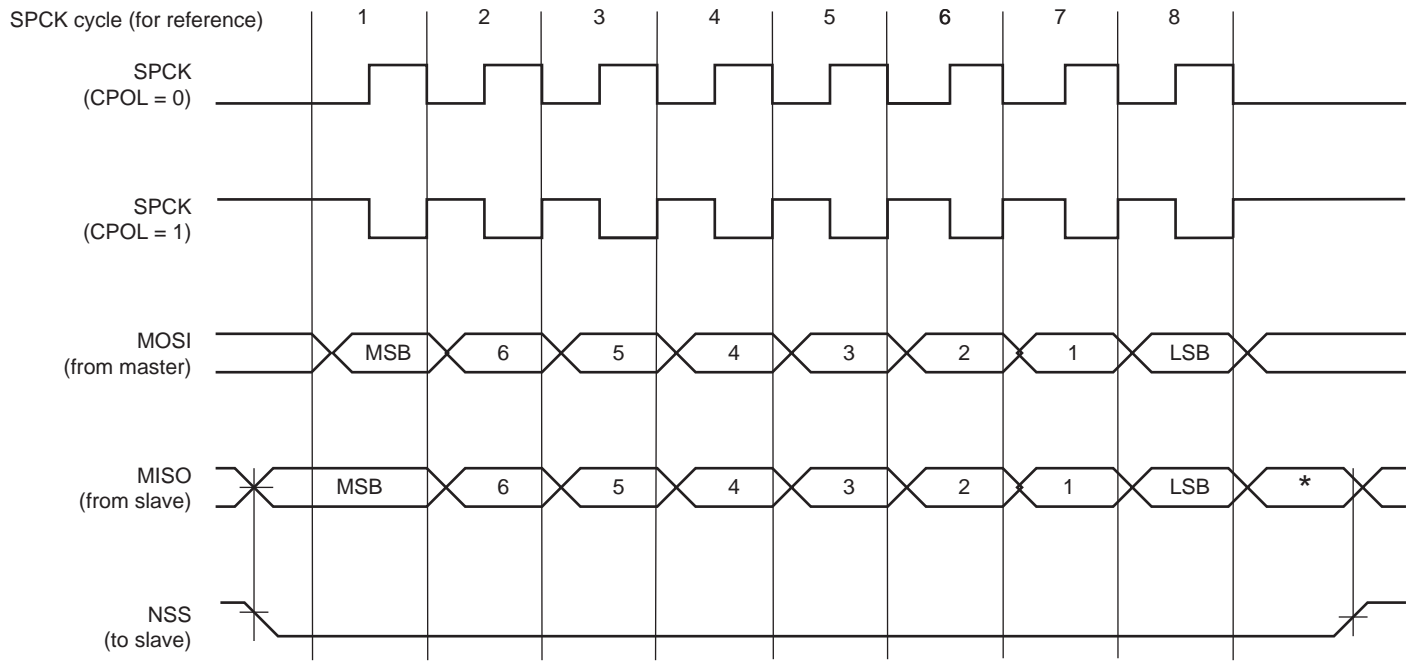 SPCK cycle (for reference) 1 2 3 4 5 6 7 8
SPCK
(CPOL = 0)
SPCK
(CPOL = 1)
MOSI
(from master)
MSB 6 5 4 3 2 1 LSB
MISO
(from slave)
MSB 6 5 4 3 2 1 LSB *
NSS
(to slave)